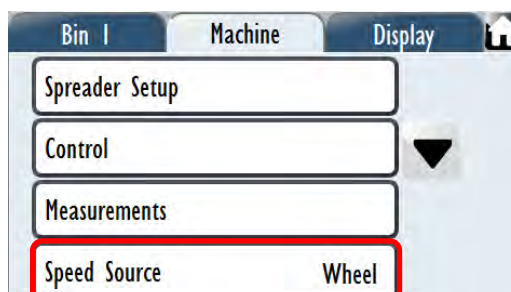 Bin 1 Machine Display
Spreader Setup
Control
Measurements
Speed Source Wheel